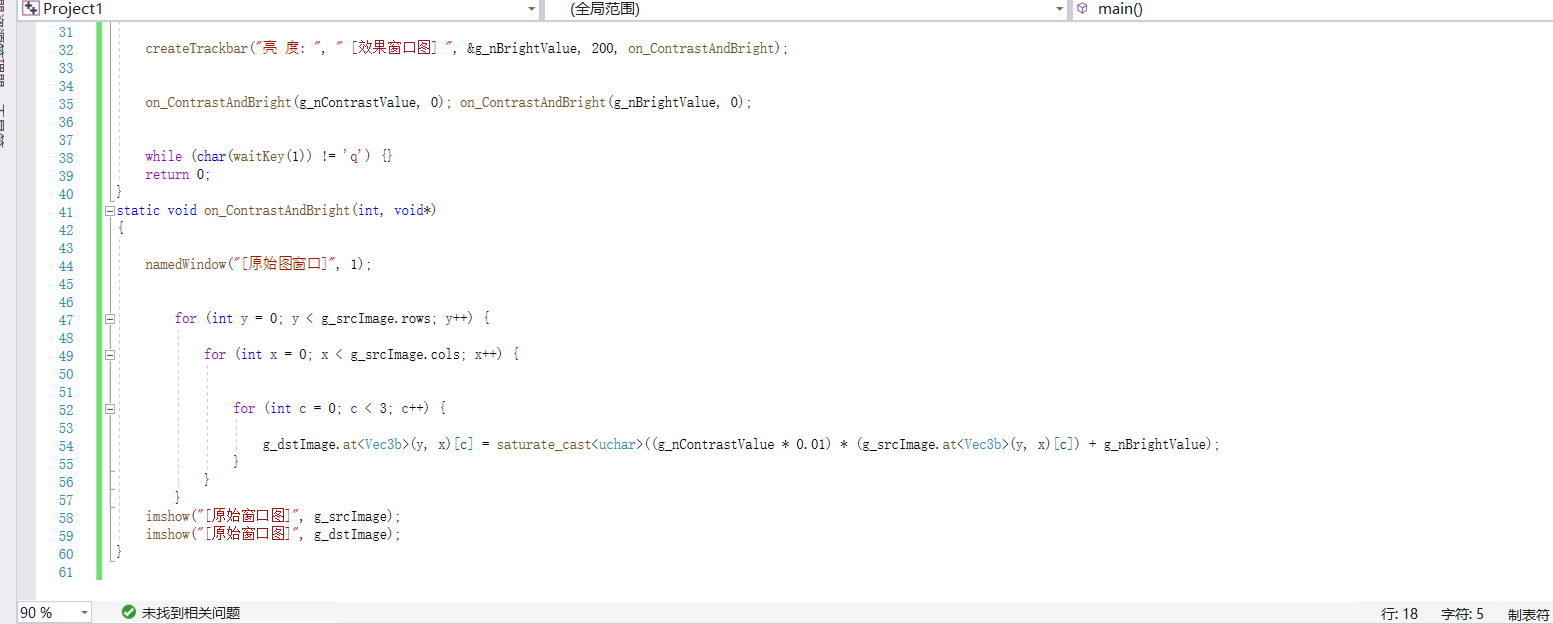 Project1 (全局范围) main()
31
32 createTrackbar("亮 度: ", " [效果窗口图] ", &g_nBrightValue, 200, on_ContrastAndBright);
33
34
35 on_ContrastAndBright(g_nContrastValue, 0); on_ContrastAndBright(g_nBrightValue, 0);
36
37
38 while (char(waitKey(1)) != 'q') {}
39 return 0;
40 }
41 static void on_ContrastAndBright(int, void*)
42 {
43
44 namedWindow("[原始图窗口]", 1);
45
46
47 for (int y = 0; y < g_srcImage.rows; y++) {
48
49 for (int x = 0; x < g_srcImage.cols; x++) {
50
51
52 for (int c = 0; c < 3; c++) {
53
54 g_dstImage.at<Vec3b>(y, x)[c] = saturate_cast<uchar>((g_nContrastValue * 0.01) * (g_srcImage.at<Vec3b>(y, x)[c]) + g_nBrightValue);
55 }
56 }
57 }
58 imshow("[原始窗口图]", g_srcImage);
59 imshow("[原始窗口图]", g_dstImage);
60 }
61
90 % 未找到相关问题 行: 18 字符: 5 制表符